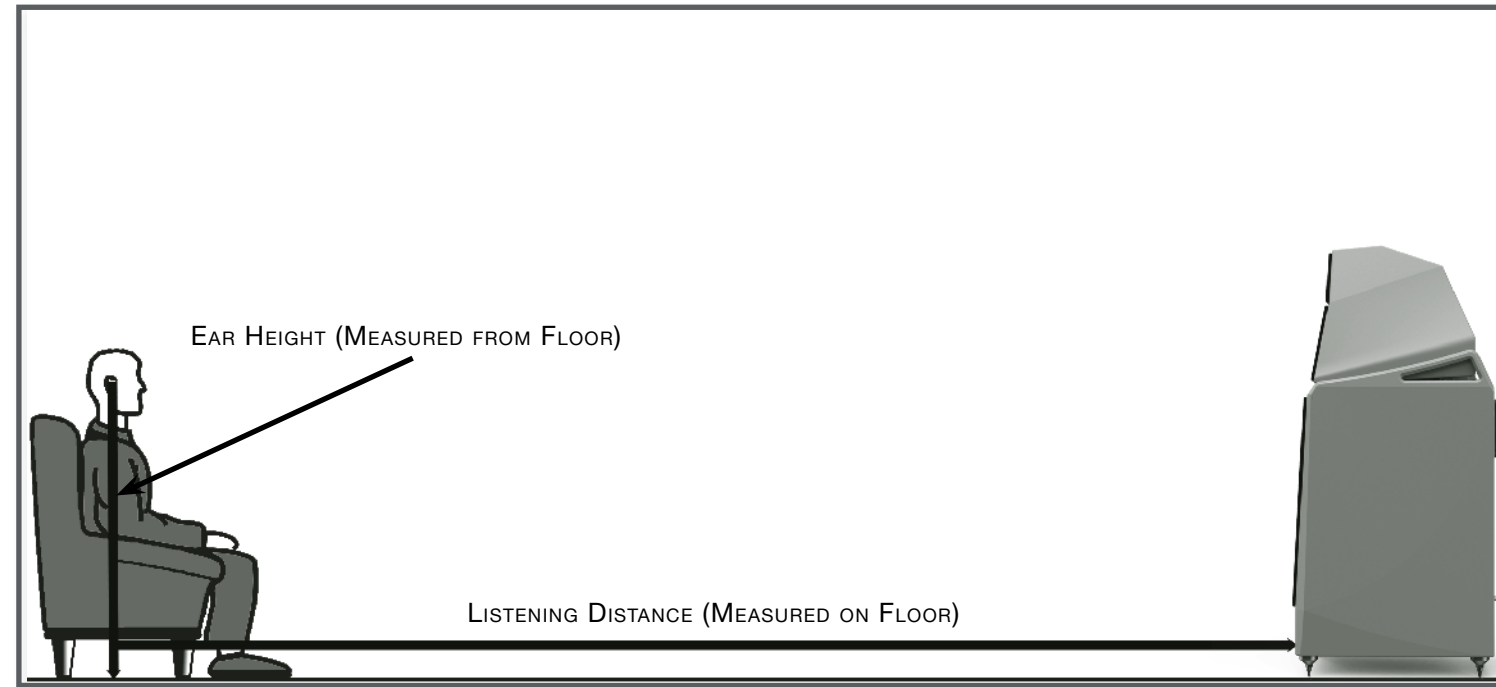 Ear Height (Measured from Floor)
Listening Distance (Measured on Floor)